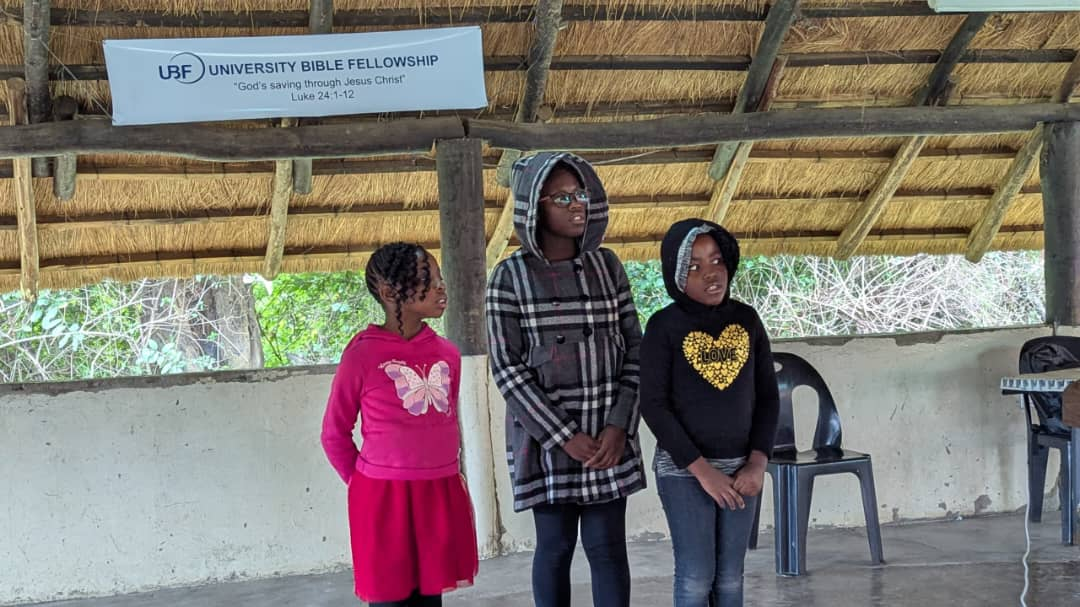 UBF UNIVERSITY BIBLE FELLOWSHIP
"God's saving through Jesus Christ"
Luke 24:1-12
LOVE